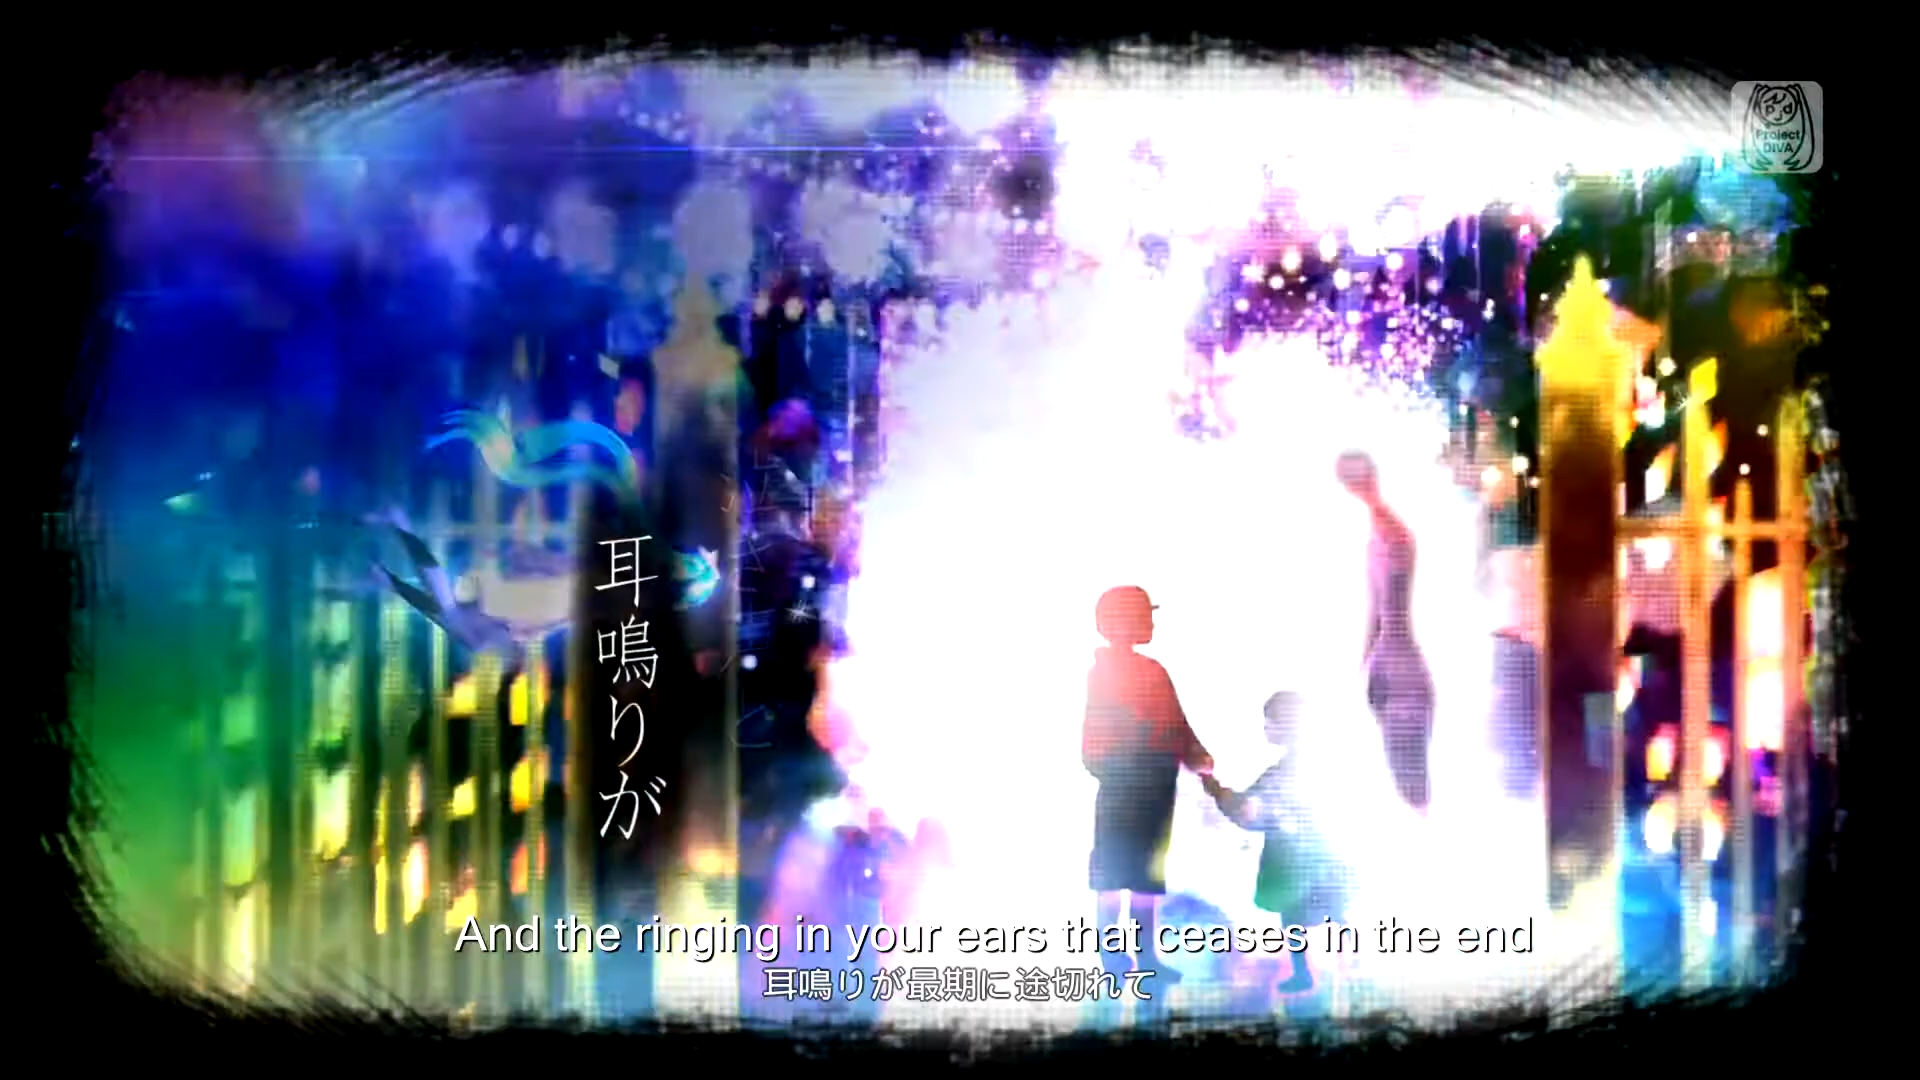 Project
DIVA
耳鳴りが
And the ringing in your ears that ceases in the end
耳鳴りが最期に途切れて